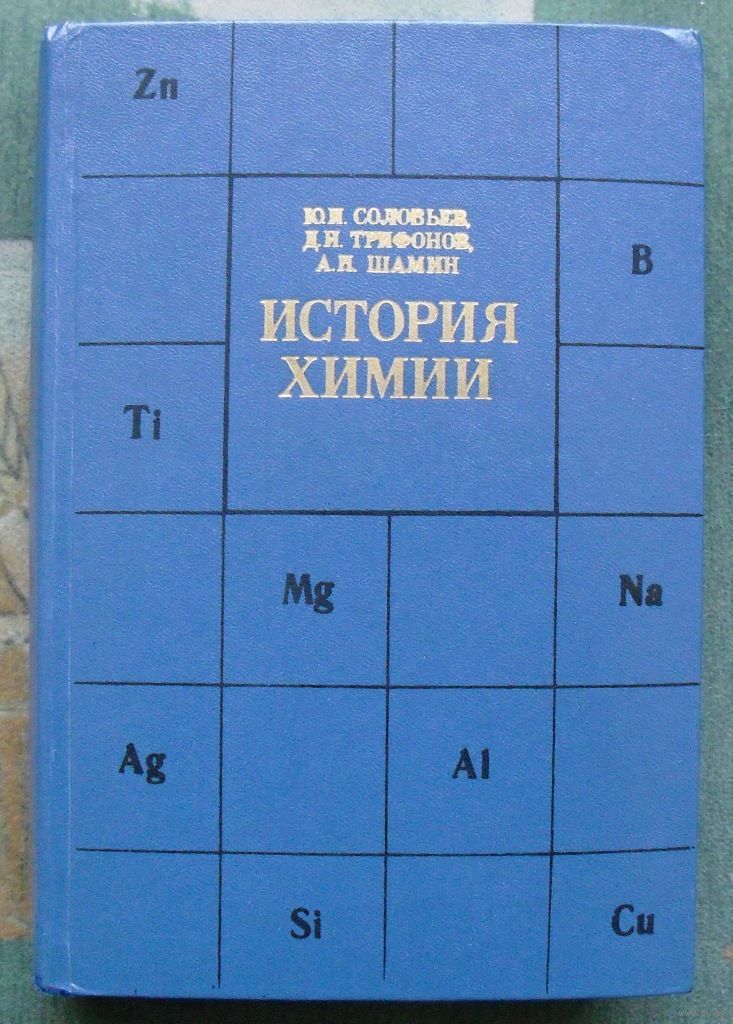 Zn
Ю.И. СОЛОВЬЕВ,
Д.Н. ТРИФОНОВ,
А.Н. ШАМИН
B
ИСТОРИЯ
ХИМИИ
Ti
Mg
Na
Ag
Al
Si
Cu